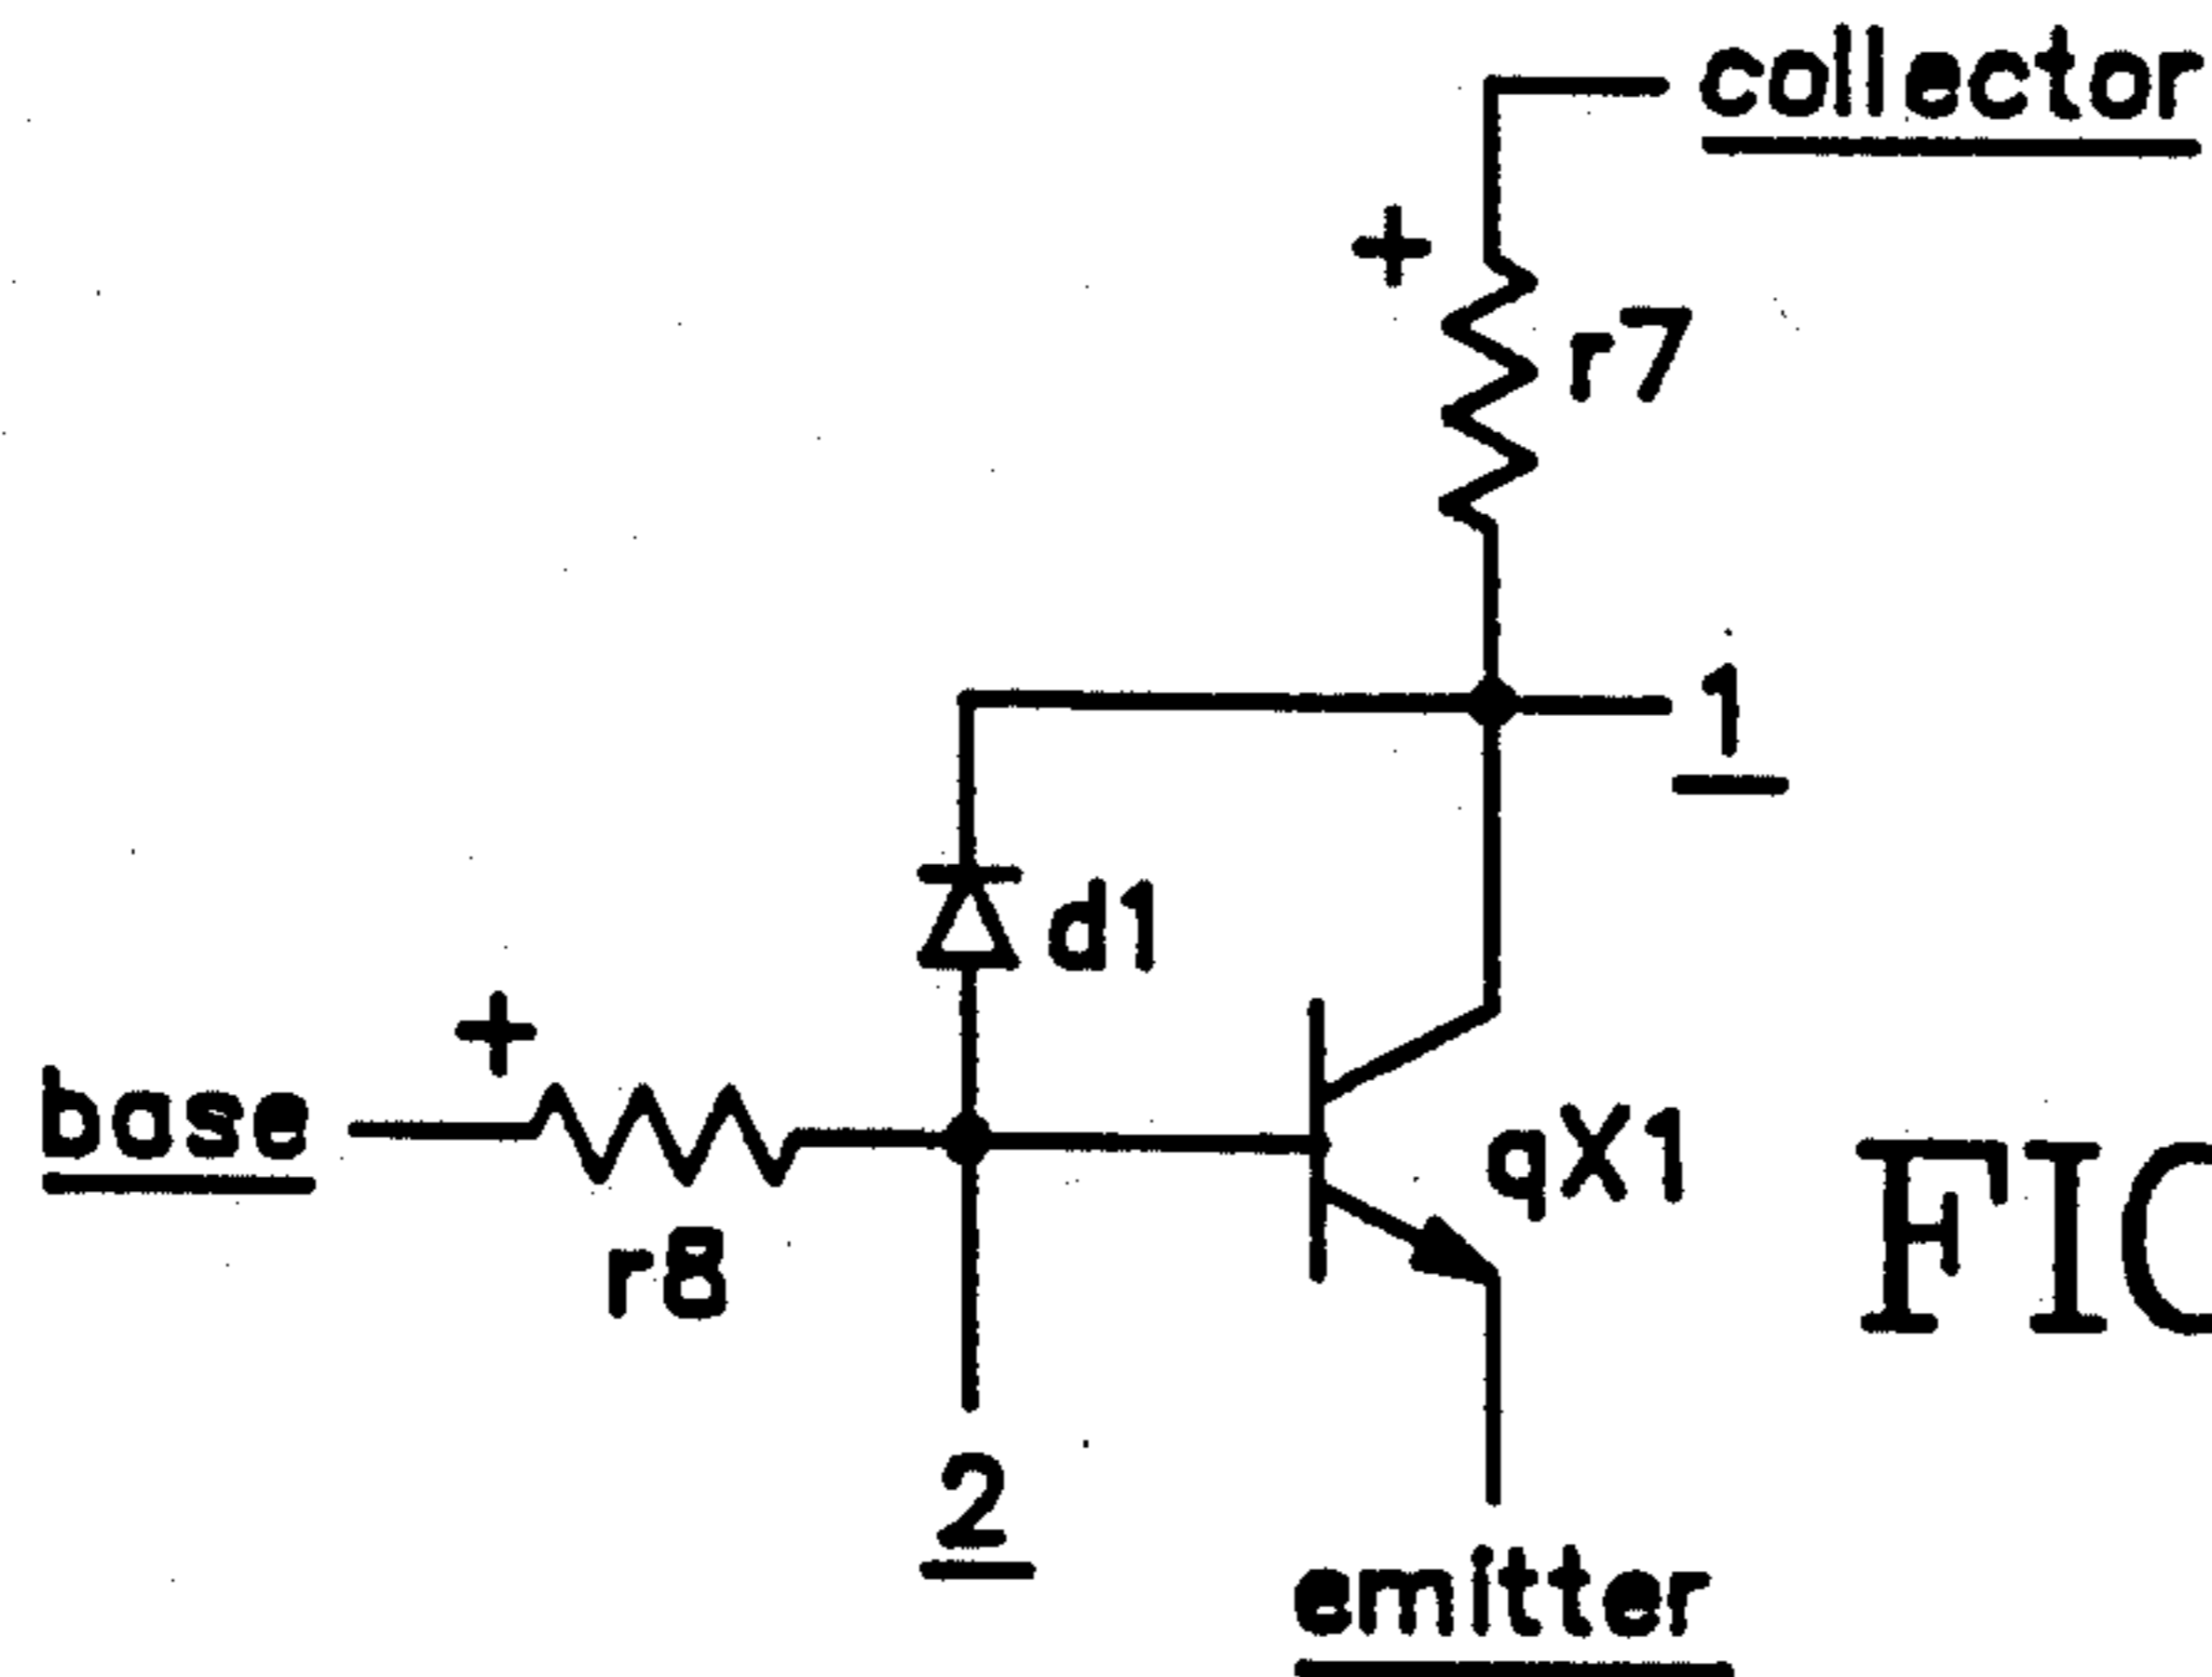 collector
+
r7
1
d1
+
base
qX1
r8
2
emitter